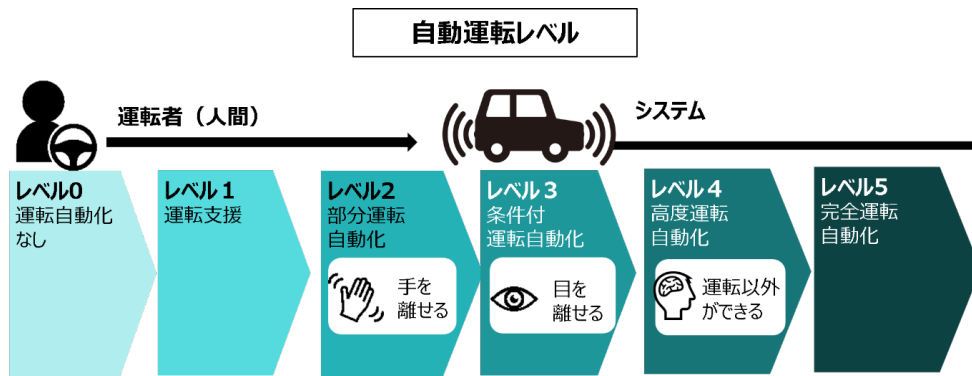 自動運転レベル
運転者（人間）
システム
レベル0
運転自動化
なし
レベル１
運転支援
レベル2
部分運転
自動化
手を
離せる
レベル３
条件付
運転自動化
目を
離せる
レベル４
高度運転
自動化
運転以外
ができる
レベル5
完全運転
自動化